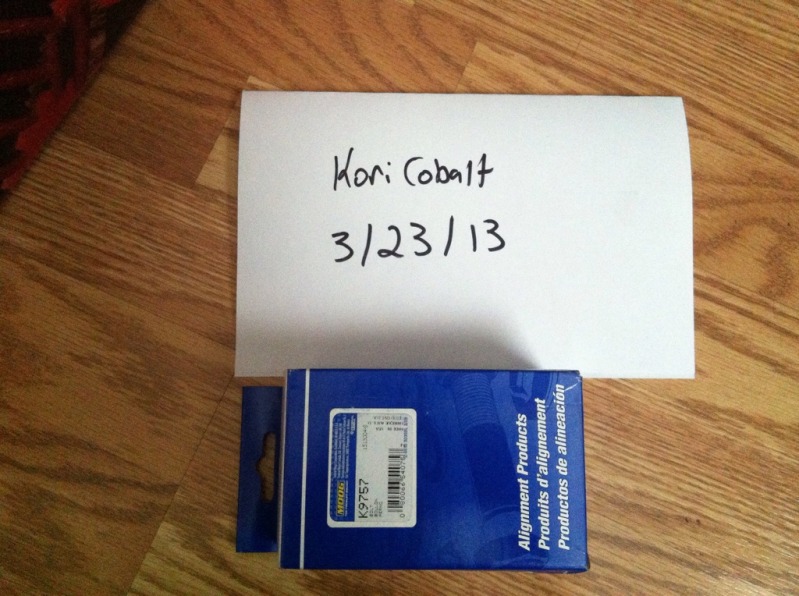 Kori Cobalt
3/23/13
Alignment Products
Produits d'alignement
Productos de alineación
MOOG
K9757